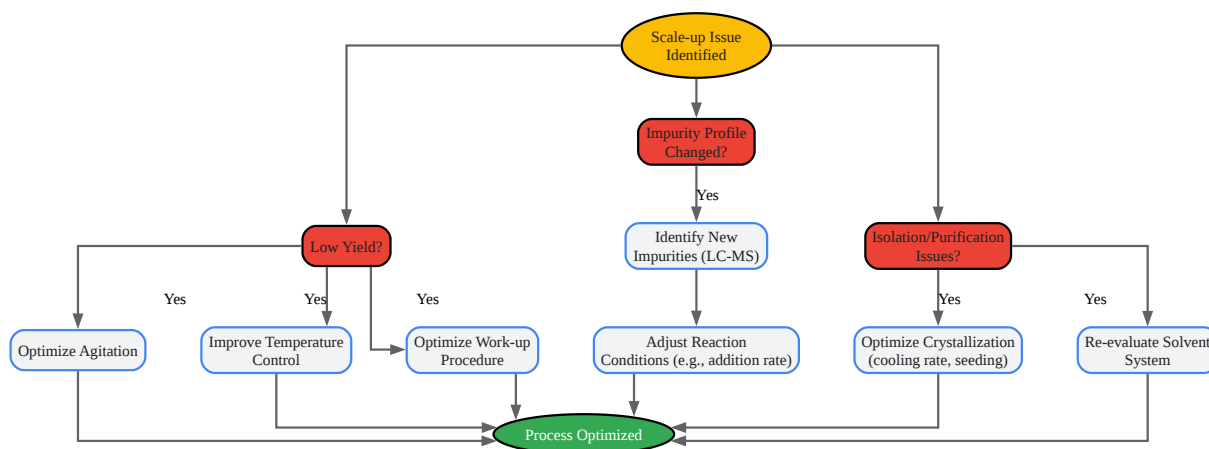 Scale-up Issue
Identified
Impurity Profile
Changed?
Yes
Low Yield?
Identify New
Impurities (LC-MS)
Isolation/Purification
Issues?
Yes
Yes
Yes
Yes
Yes
Optimize Agitation
Improve Temperature
Control
Optimize Work-up
Procedure
Adjust Reaction
Conditions (e.g., addition rate)
Optimize Crystallization
(cooling rate, seeding)
Re-evaluate Solvent
System
Process Optimized